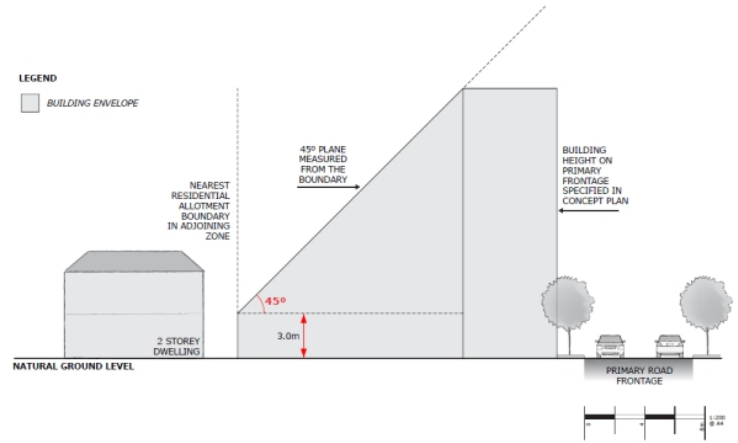 LEGEND
BUILDING ENVELOPE
45º PLANE
MEASURED
FROM THE
BOUNDARY
BUILDING
HEIGHT ON
PRIMARY
FRONTAGE
SPECIFIED IN
CONCEPT PLAN
NEAREST
RESIDENTIAL
ALLOTMENT
BOUNDARY
IN ADJOINING
ZONE
45º
3.0m
2 STOREY
DWELLING
NATURAL GROUND LEVEL
PRIMARY ROAD
FRONTAGE
1:200
@ A4
0
4